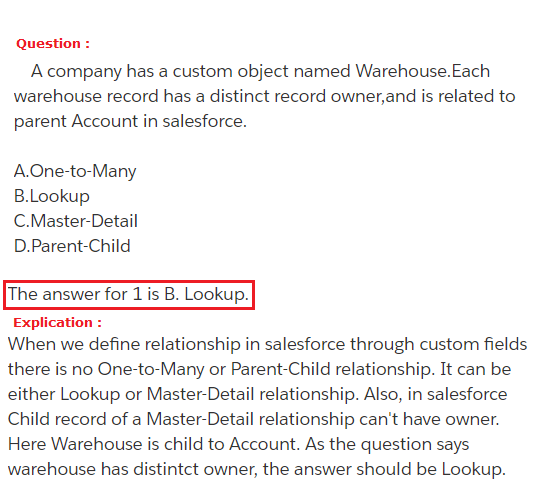 Question :
A company has a custom object named Warehouse.Each
warehouse record has a distinct record owner,and is related to
parent Account in salesforce.
A.One-to-Many
B.Lookup
C.Master-Detail
D.Parent-Child
The answer for 1 is B. Lookup.
Explication :
When we define relationship in salesforce through custom fields
there is no One-to-Many or Parent-Child relationship. It can be
either Lookup or Master-Detail relationship. Also, in salesforce
Child record of a Master-Detail relationship can't have owner.
Here Warehouse is child to Account. As the question says
warehouse has distintct owner, the answer should be Lookup.